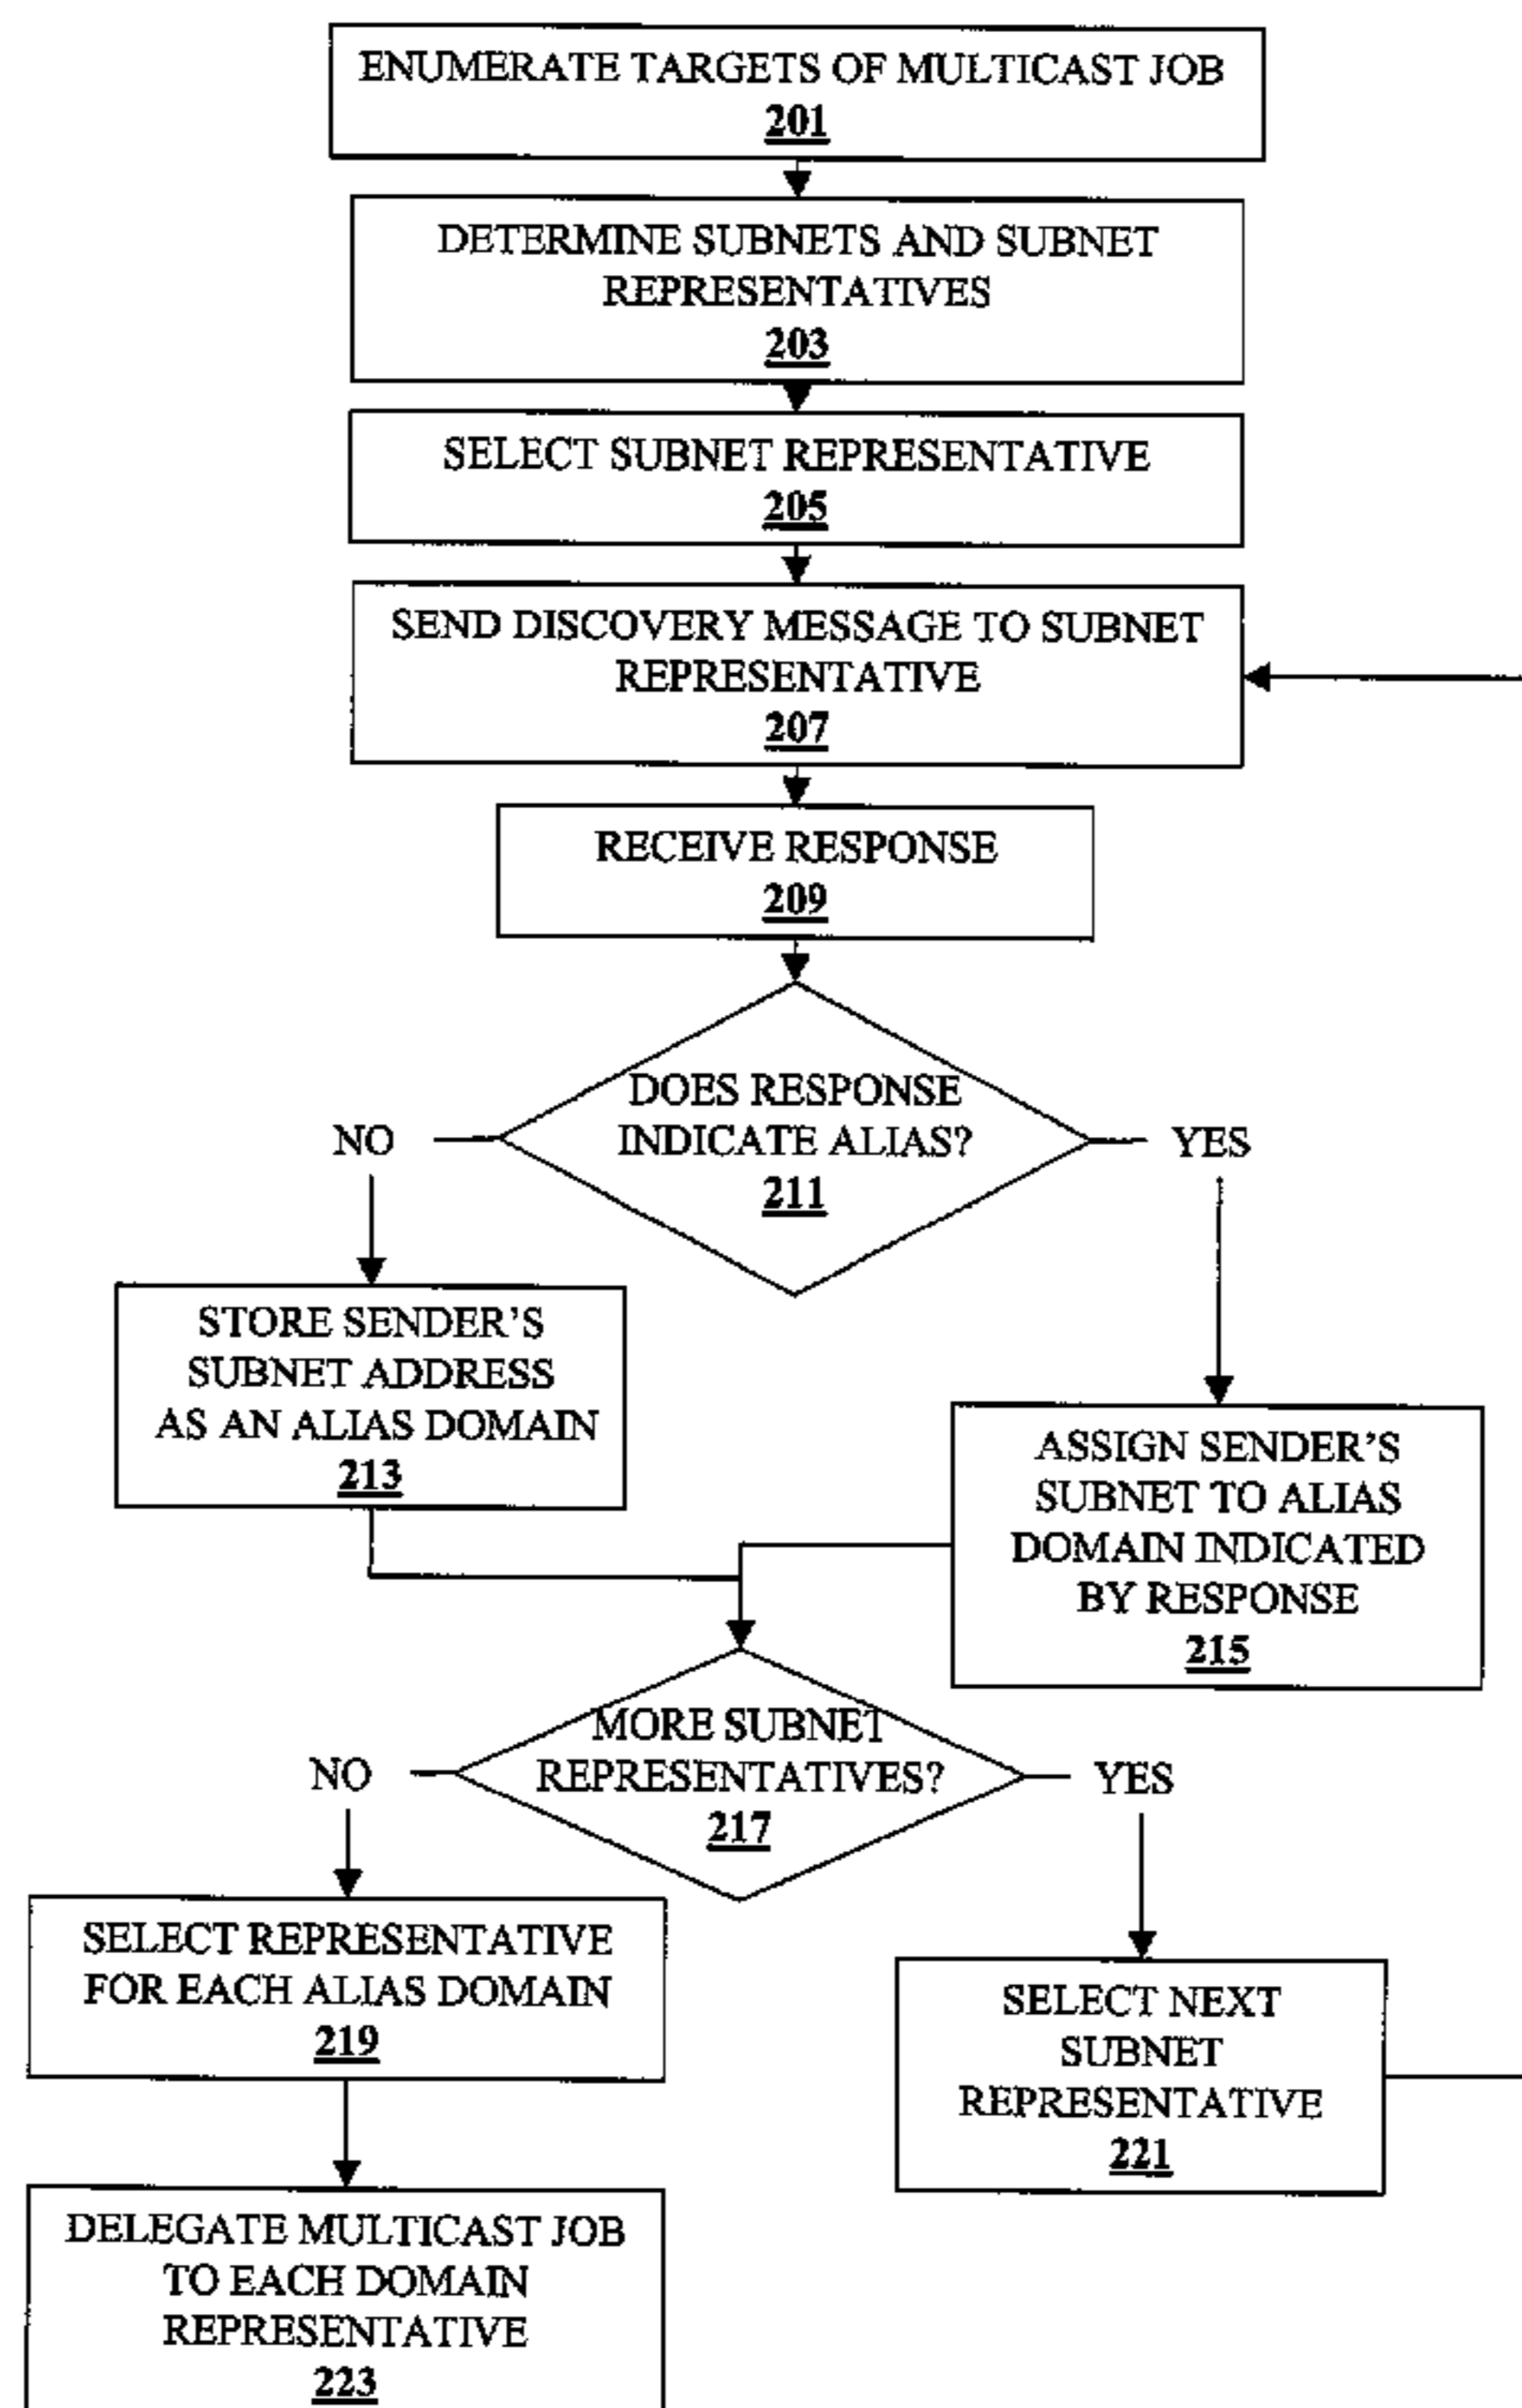 ENUMERATE TARGETS OF MULTICAST JOB
201
DETERMINE SUBNETS AND SUBNET
REPRESENTATIVES
203
SELECT SUBNET REPRESENTATIVE
205
SEND DISCOVERY MESSAGE TO SUBNET
REPRESENTATIVE
207
RECEIVE RESPONSE
209
DOES RESPONSE
INDICATE ALIAS?
211
NO
YES
STORE SENDER'S
SUBNET ADDRESS
AS AN ALIAS DOMAIN
213
ASSIGN SENDER'S
SUBNET TO ALIAS
DOMAIN INDICATED
BY RESPONSE
215
MORE SUBNET
REPRESENTATIVES?
217
NO
YES
SELECT REPRESENTATIVE
FOR EACH ALIAS DOMAIN
219
SELECT NEXT
SUBNET
REPRESENTATIVE
221
DELEGATE MULTICAST JOB
TO EACH DOMAIN
REPRESENTATIVE
223